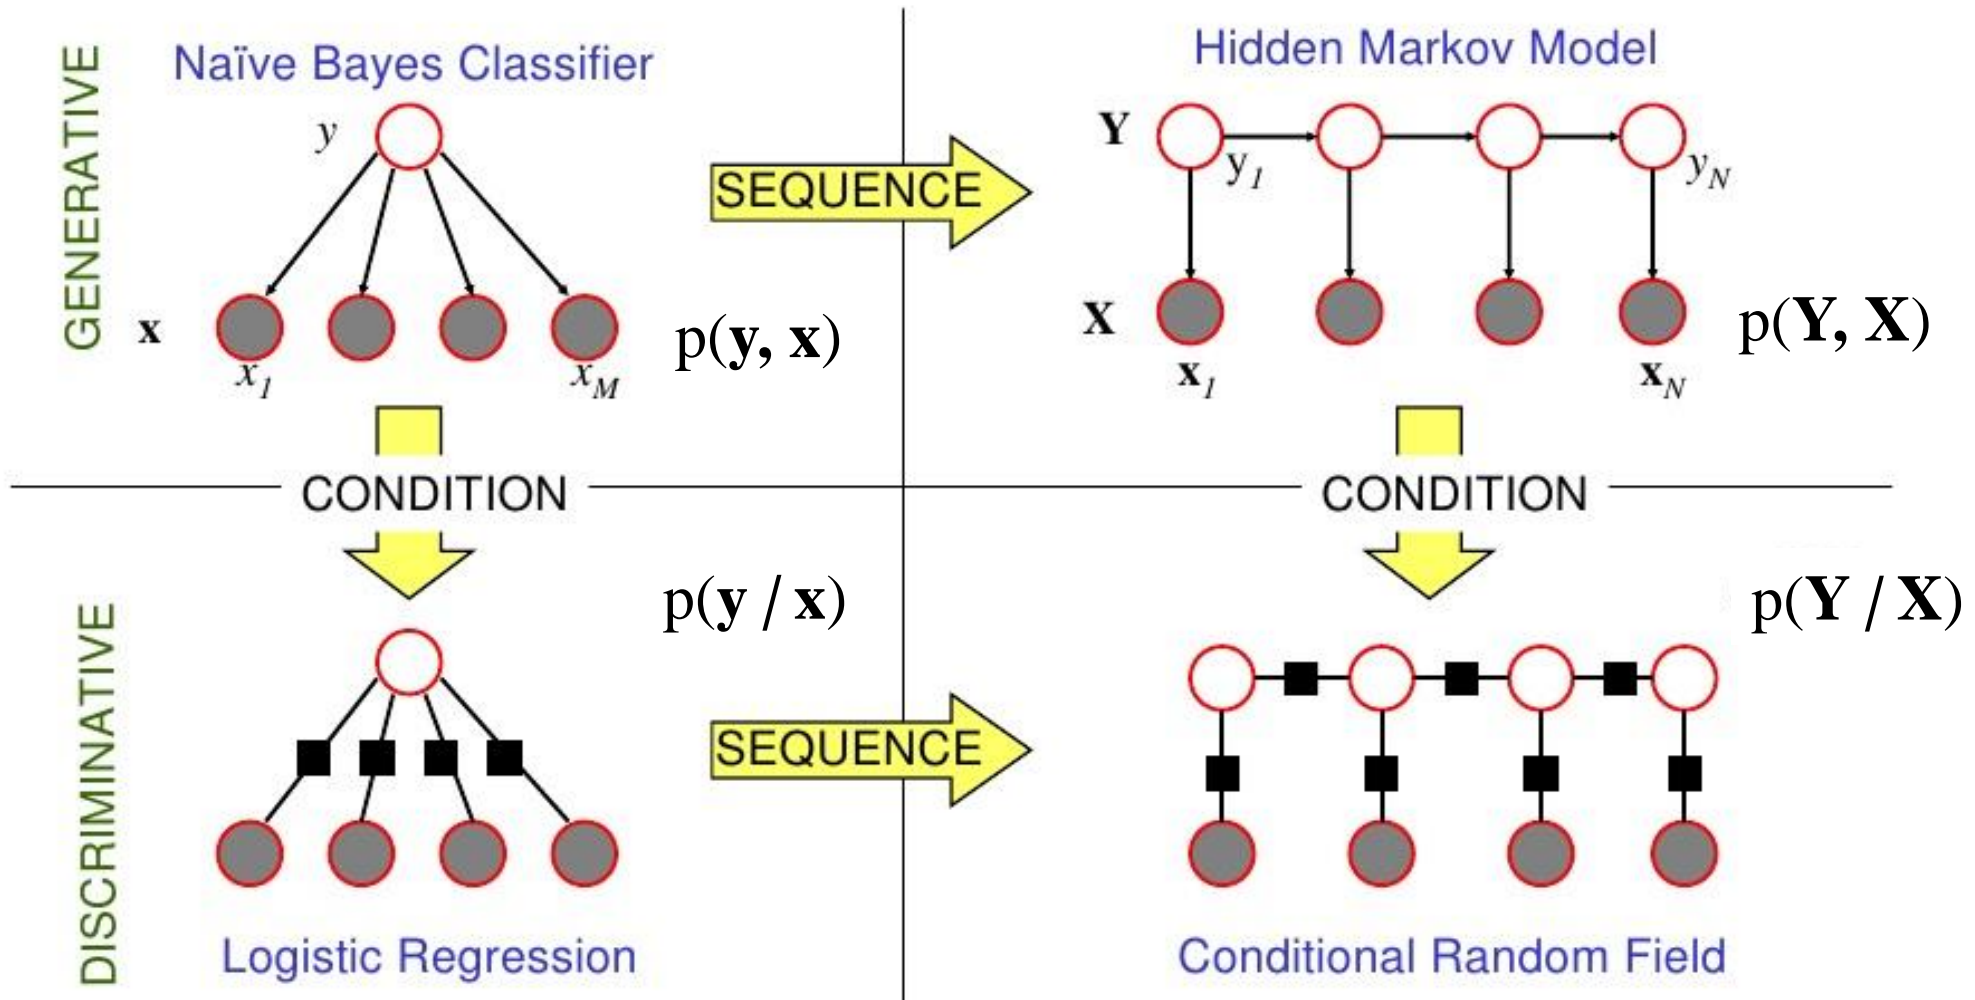 GENERATIVE
Naïve Bayes Classifier
y
x
x1
xM
p(y, x)
SEQUENCE
Hidden Markov Model
Y
y1
yN
X
x1
xN
p(Y, X)
CONDITION
CONDITION
DISCRIMINATIVE
p(y / x)
SEQUENCE
p(Y / X)
Logistic Regression
Conditional Random Field